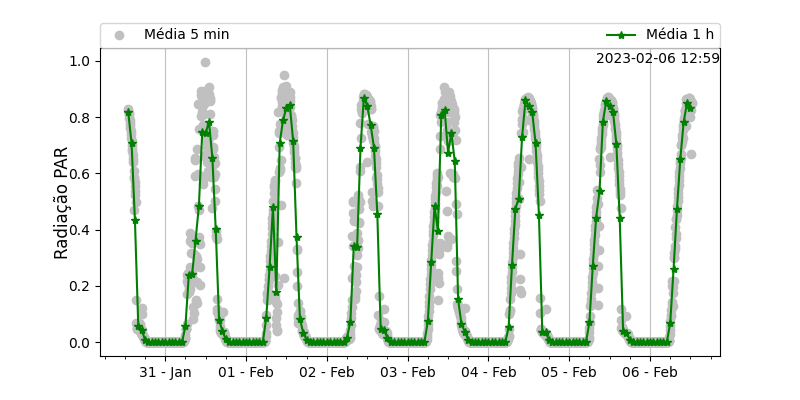 Média 5 min
Média 1 h
2023-02-06 12:59
Radiação PAR
1.0
0.8
0.6
0.4
0.2
0.0
31 - Jan
01 - Feb
02 - Feb
03 - Feb
04 - Feb
05 - Feb
06 - Feb